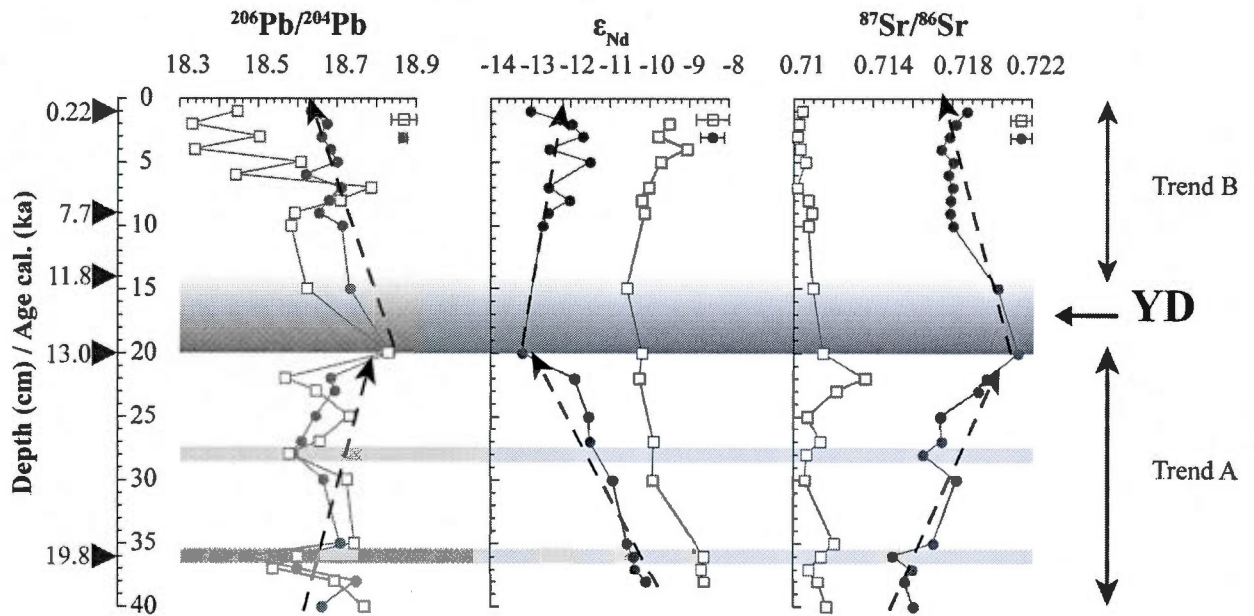 ²⁰⁶Pb/²⁰⁴Pb εNd ⁸⁷Sr/⁸⁶Sr
18.3 18.5 18.7 18.9 -14 -13 -12 -11 -10 -9 -8 0.71 0.714 0.718 0.722
Depth (cm) / Age cal. (ka)
0
0.22
5
7.7
10
11.8
15
13.0 20
25
30
35
19.8
40
Trend B
YD
Trend A